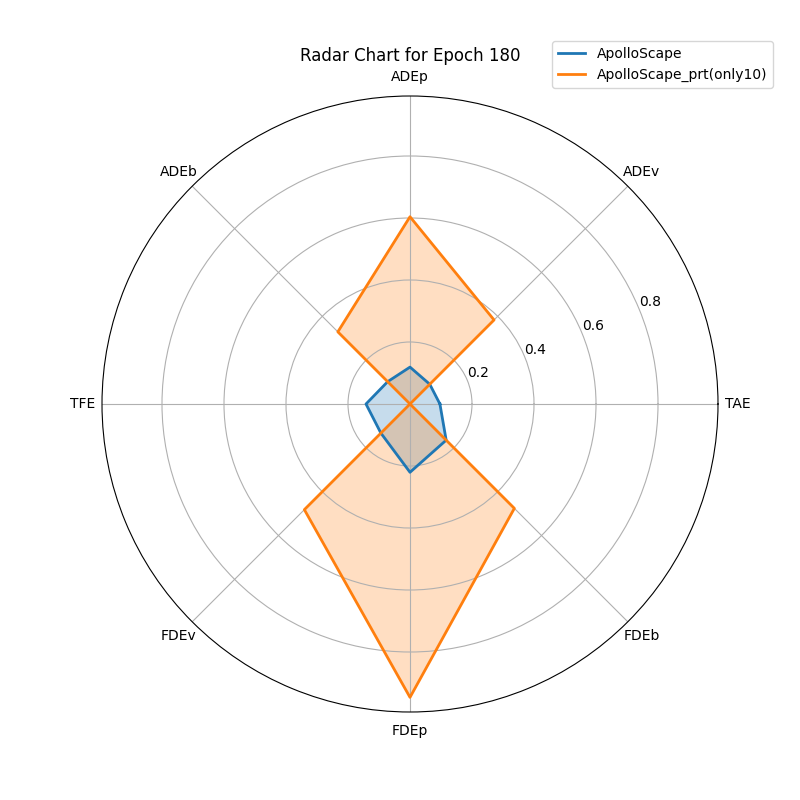 Radar Chart for Epoch 180
ApolloScape
ApolloScape_prt(only10)
ADEp
ADEb
ADEv
0.8
0.6
0.4
0.2
TFE
TAE
FDEv
FDEb
FDEp